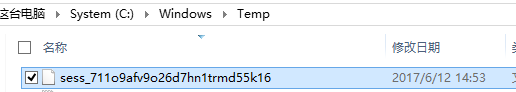 这台电脑 › System (C:) › Windows › Temp
名称 修改日期
sess_711o9afv9o26d7hn1trmd55k16 2017/6/12 14:53